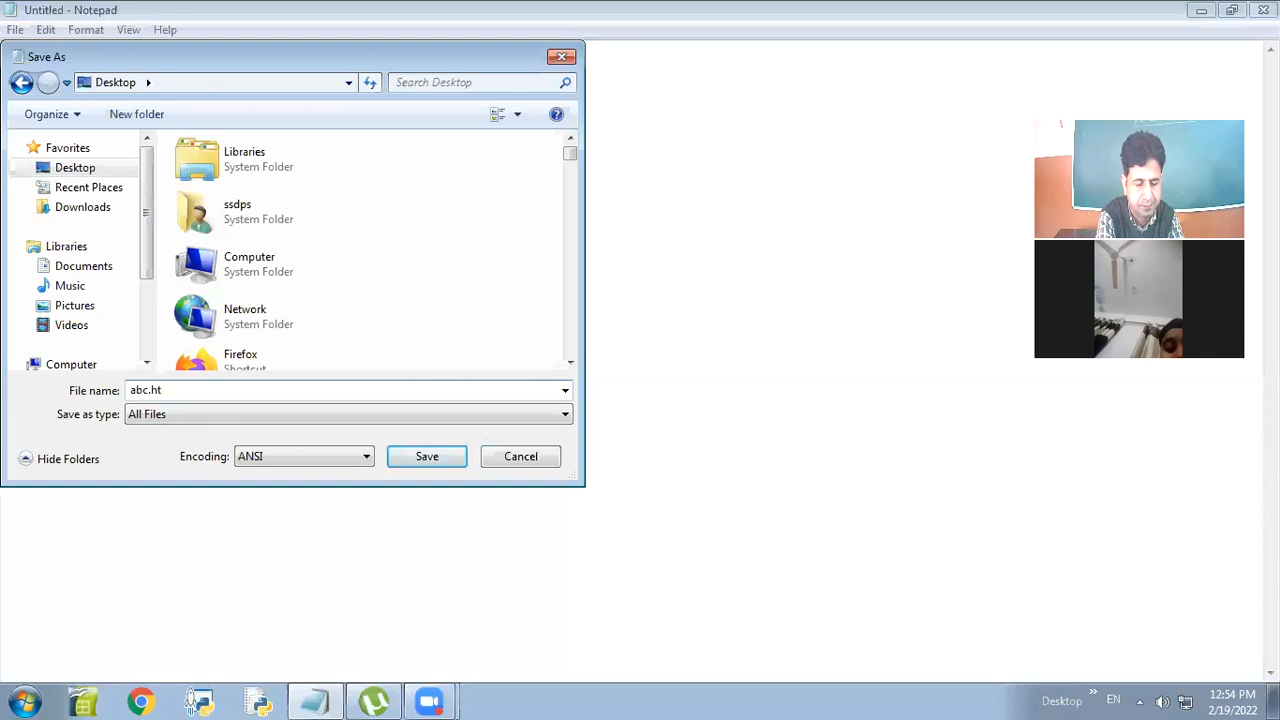 Untitled - Notepad
File Edit Format View Help
Save As
Desktop
Search Desktop
Organize New folder
Favorites
Desktop
Recent Places
Downloads
Libraries
Documents
Music
Pictures
Videos
Computer
Libraries
System Folder
ssdps
System Folder
Computer
System Folder
Network
System Folder
Firefox
Shortcut
File name: abc.ht
Save as type: All Files
Hide Folders Encoding: ANSI Save Cancel
Desktop » EN 12:54 PM
2/19/2022